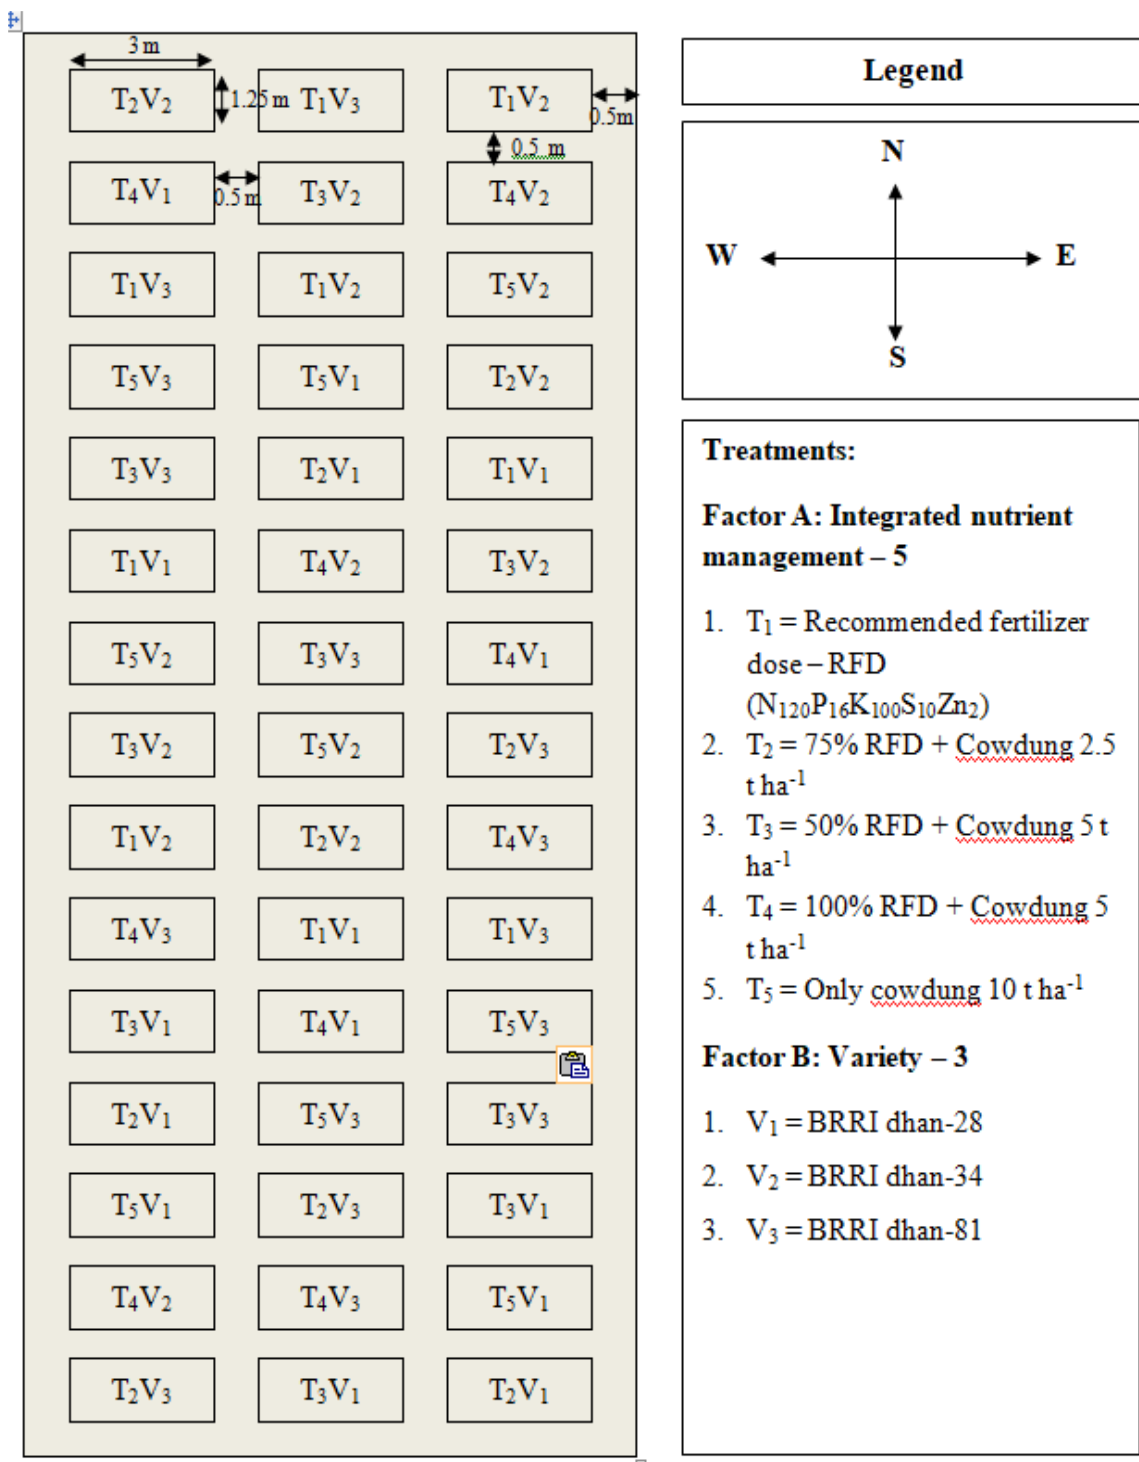 3 m
T₂V₂ 1.25 m T₁V₃ T₁V₂ 0.5m
0.5 m
T₄V₁ 0.5 m T₃V₂ T₄V₂
T₁V₃ T₁V₂ T₅V₂
T₅V₃ T₅V₁ T₂V₂
T₃V₃ T₂V₁ T₁V₁
T₁V₁ T₄V₂ T₃V₂
T₅V₂ T₃V₃ T₄V₁
T₃V₂ T₅V₂ T₂V₃
T₁V₂ T₂V₂ T₄V₃
T₄V₃ T₁V₁ T₁V₃
T₃V₁ T₄V₁ T₅V₃
T₂V₁ T₅V₃ T₃V₃
T₅V₁ T₂V₃ T₃V₁
T₄V₂ T₄V₃ T₅V₁
T₂V₃ T₃V₁ T₂V₁
Legend
N
W E
S
Treatments:
Factor A: Integrated nutrient
management – 5
1. T₁ = Recommended fertilizer
dose – RFD
(N₁₂₀P₁₆K₁₀₀S₁₀Zn₂)
2. T₂ = 75% RFD + Cowdung 2.5
t ha⁻¹
3. T₃ = 50% RFD + Cowdung 5 t
ha⁻¹
4. T₄ = 100% RFD + Cowdung 5
t ha⁻¹
5. T₅ = Only cowdung 10 t ha⁻¹
Factor B: Variety – 3
1. V₁ = BRRI dhan-28
2. V₂ = BRRI dhan-34
3. V₃ = BRRI dhan-81